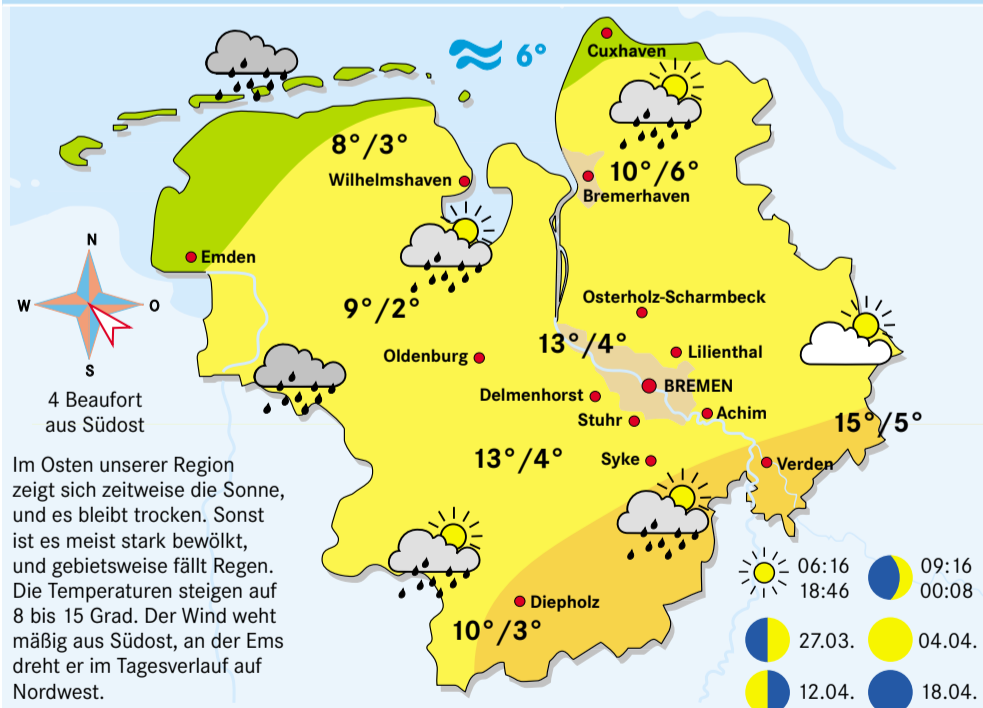 6°
Cuxhaven
8°/3°
Wilhelmshaven
10°/6°
Bremerhaven
N
W
O
S
Emden
9°/2°
Osterholz-Scharmbeck
13°/4°
Oldenburg
Lilienthal
BREMEN
Delmenhorst
Achim
Stuhr
15°/5°
Syke
13°/4°
Verden
Diepholz
10°/3°
4 Beaufort
aus Südost
Im Osten unserer Region
zeigt sich zeitweise die Sonne,
und es bleibt trocken. Sonst
ist es meist stark bewölkt,
und gebietsweise fällt Regen.
Die Temperaturen steigen auf
8 bis 15 Grad. Der Wind weht
mäßig aus Südost, an der Ems
dreht er im Tagesverlauf auf
Nordwest.
06:16
18:46
09:16
00:08
27.03.
04.04.
12.04.
18.04.